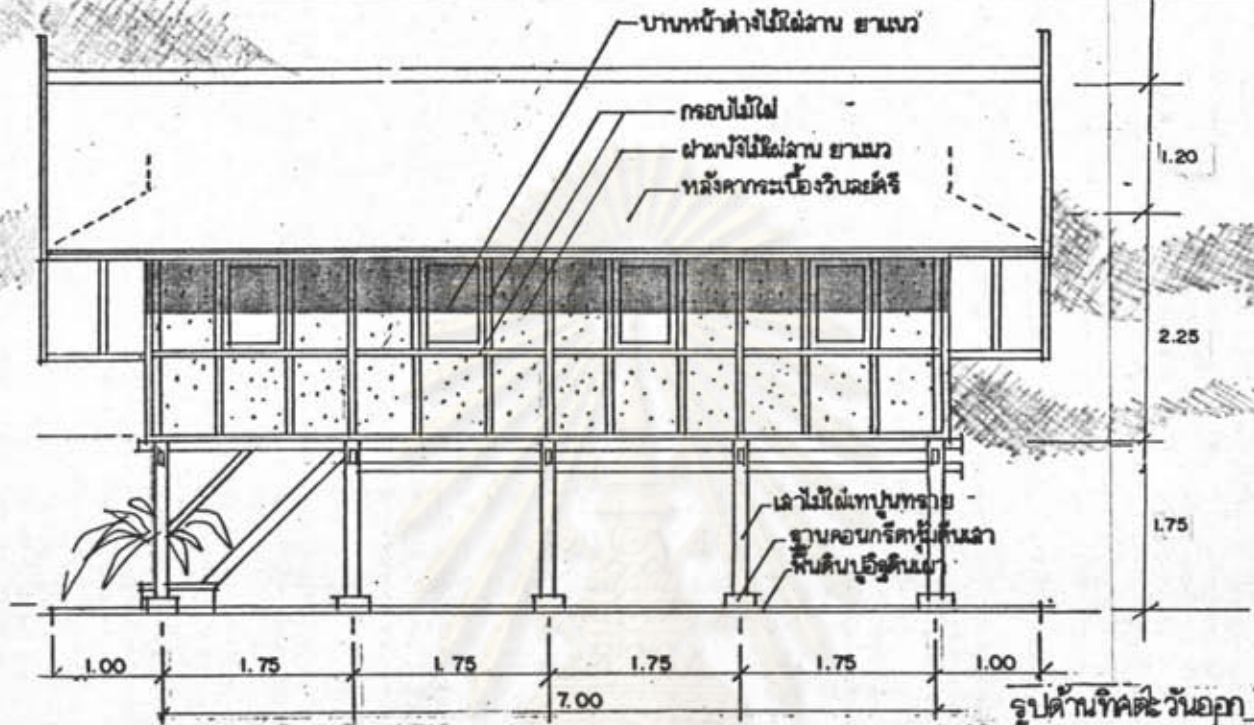 บานหน้าต่างไม้ไผ่สาน ยาแนว
กรอบไม้ไผ่
ฝาผนังไม้ไผ่สาน ยาแนว
หลังคากระเบื้องวิบูลย์ศรี
1.20
2.25
เสาไม้ไผ่เทปูนทราย
ฐานคอนกรีตหุ้มตีนเสา
พื้นดินปูอิฐดินเผา
1.75
1.00 1.75 1.75 1.75 1.75 1.00
7.00
รูปด้านทิศตะวันออก